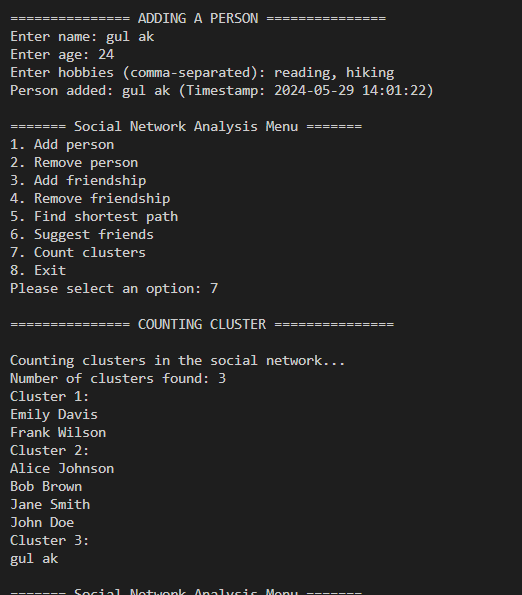 =============== ADDING A PERSON ===============
Enter name: gul ak
Enter age: 24
Enter hobbies (comma-separated): reading, hiking
Person added: gul ak (Timestamp: 2024-05-29 14:01:22)
======= Social Network Analysis Menu =======
1. Add person
2. Remove person
3. Add friendship
4. Remove friendship
5. Find shortest path
6. Suggest friends
7. Count clusters
8. Exit
Please select an option: 7
=============== COUNTING CLUSTER ===============
Counting clusters in the social network...
Number of clusters found: 3
Cluster 1:
Emily Davis
Frank Wilson
Cluster 2:
Alice Johnson
Bob Brown
Jane Smith
John Doe
Cluster 3:
gul ak
======= Social Network Analysis Menu =======